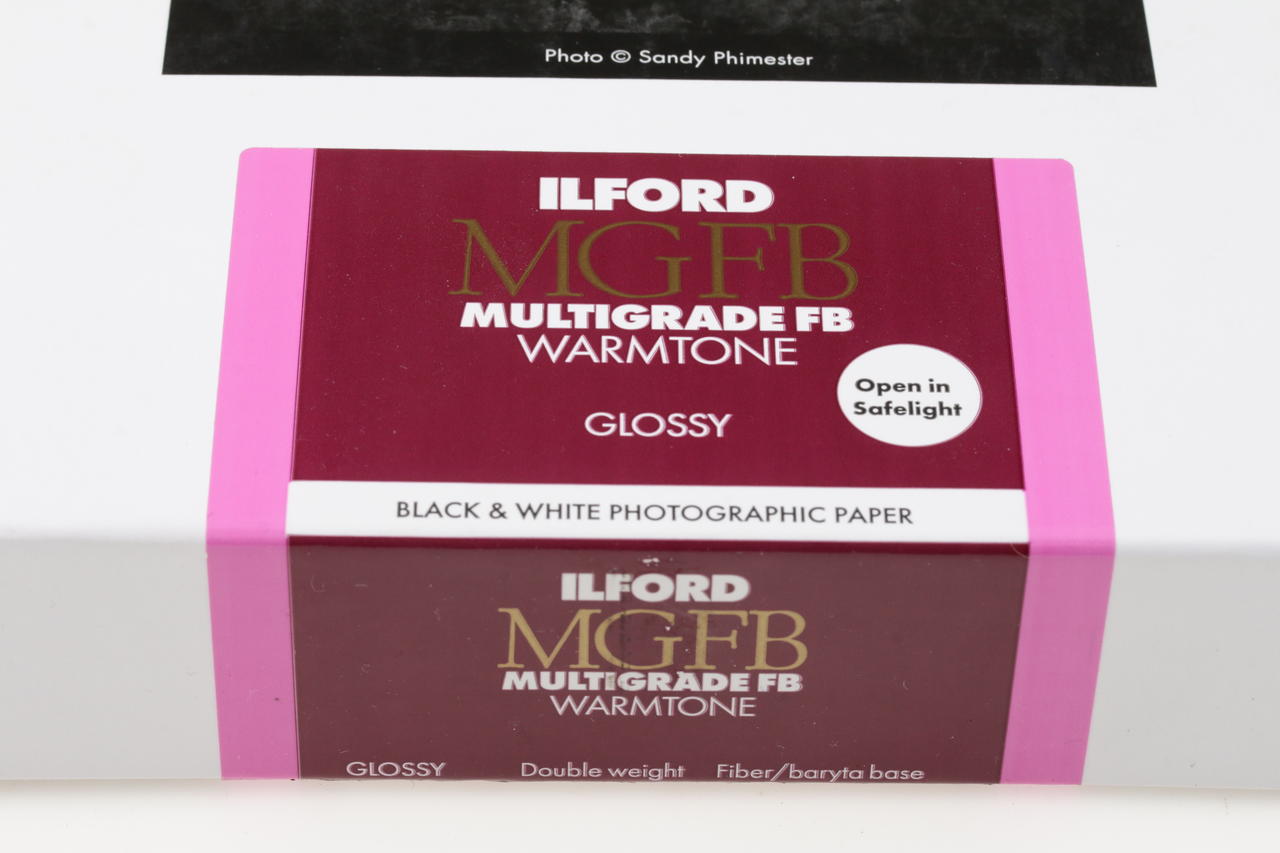 Photo © Sandy Phimester
ILFORD
MGFB
MULTIGRADE FB
WARMTONE
GLOSSY
Open in
Safelight
BLACK & WHITE PHOTOGRAPHIC PAPER
ILFORD
MGFB
MULTIGRADE FB
WARMTONE
GLOSSY Double weight Fiber/baryta base